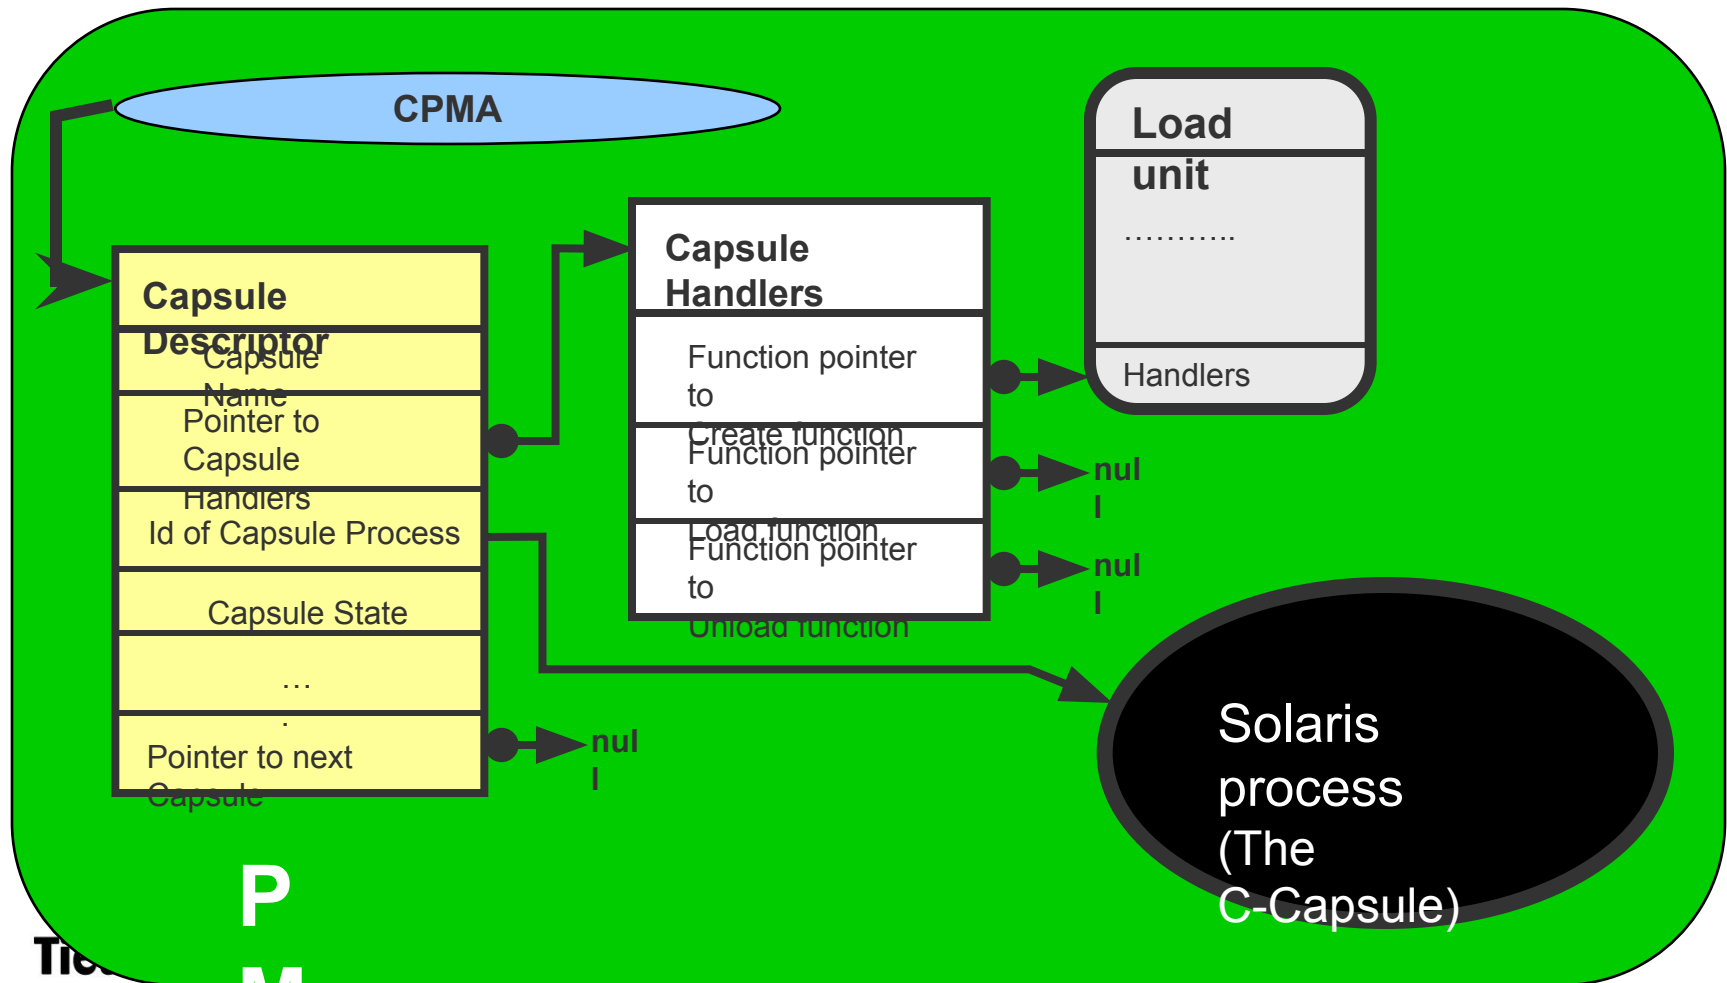 CPMA
Load
unit
………..
Handlers
Capsule
Handlers
Function pointer
to
Create function
Function pointer
to
Load function
Function pointer
to
Unload function
nul
l
nul
l
Capsule
Descriptor
Capsule
Name
Pointer to
Capsule
Handlers
Id of Capsule Process
Capsule State
…
.
Pointer to next
Capsule
nul
l
Solaris
process
(The
C-Capsule)
P
M